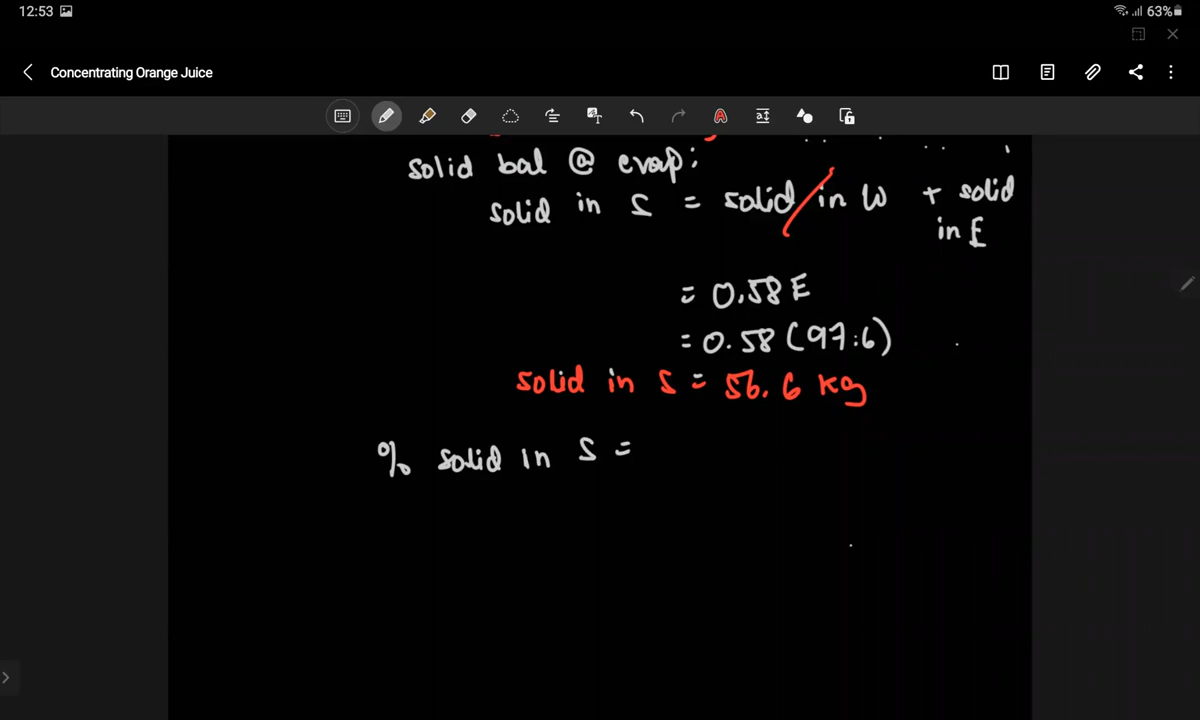 12:53 63%
Concentrating Orange Juice
solid bal @ evap:
solid in S = solid in W + solid
in E
= 0.58 E
= 0.58 (97.6)
solid in S = 56.6 kg
% solid in S =